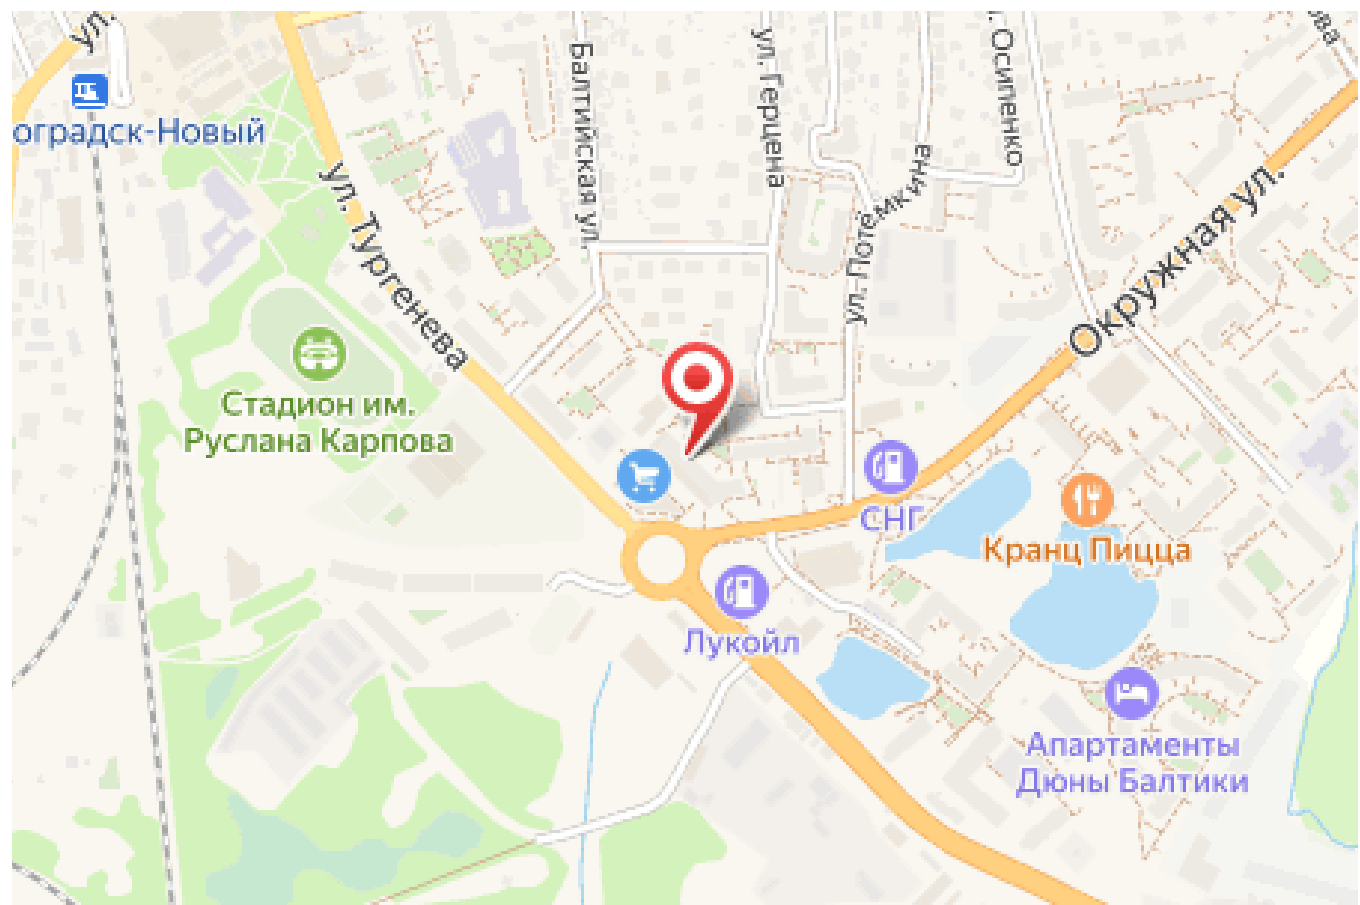 ул.
оградск-Новый
ул. Тургенева
Балтийская ул.
ул. Герцена
ул. Потёмкина
. Осипенко
ова
Окружная ул.
Стадион им.
Руслана Карпова
СНГ
Кранц Пицца
Лукойл
Апартаменты
Дюны Балтики